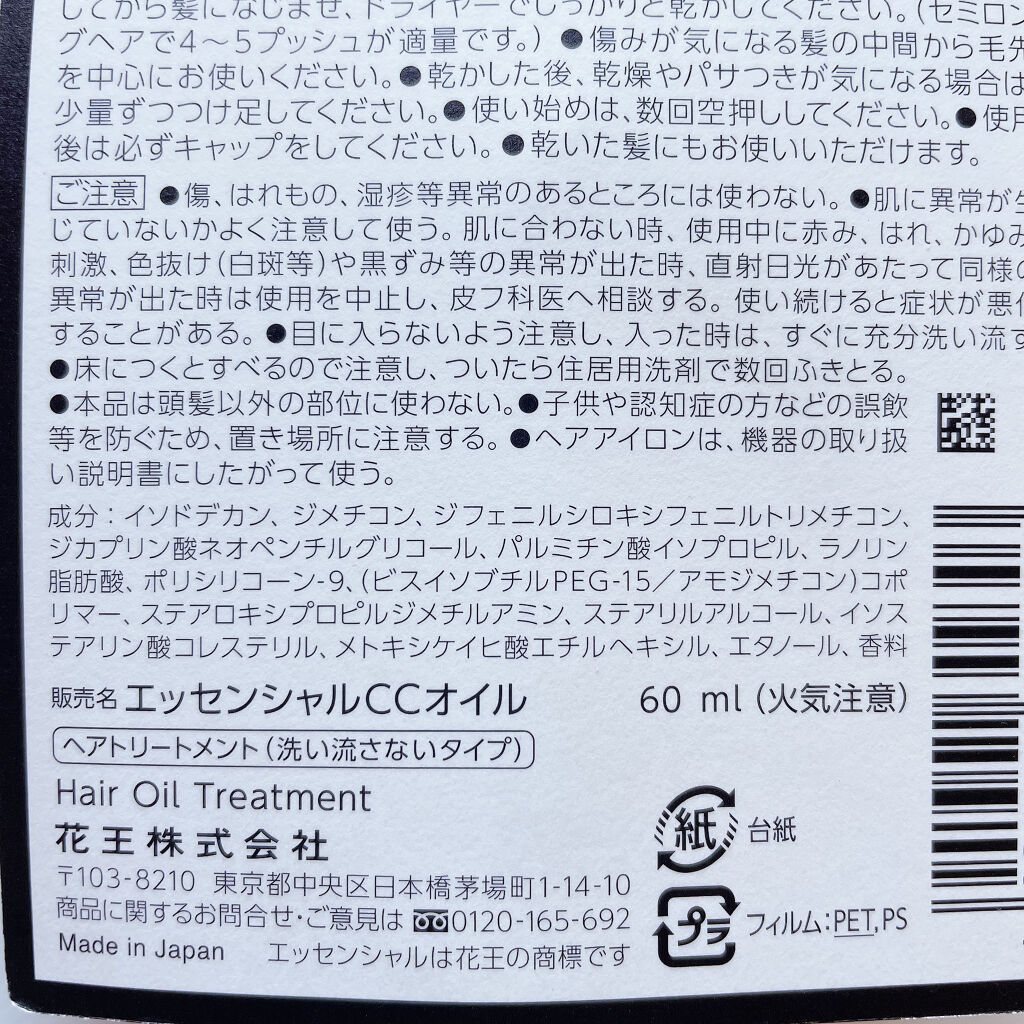 してから髪になじませ、ドライヤーでしっかりと乾かしてください。(セミロン
グヘアで4～5プッシュが適量です。) ●傷みが気になる髪の中間から毛先
を中心にお使いください。●乾かした後、乾燥やパサつきが気になる場合は
少量ずつつけ足してください。●使い始めは、数回空押ししてください。●使用
後は必ずキャップをしてください。●乾いた髪にもお使いいただけます。
ご注意 ●傷、はれもの、湿疹等異常のあるところには使わない。●肌に異常が生
じていないかよく注意して使う。肌に合わない時、使用中に赤み、はれ、かゆみ
刺激、色抜け(白斑等)や黒ずみ等の異常が出た時、直射日光があたって同様の
異常が出た時は使用を中止し、皮フ科医へ相談する。使い続けると症状が悪化
することがある。●目に入らないよう注意し、入った時は、すぐに充分洗い流す
●床につくとすべるので注意し、ついたら住居用洗剤で数回ふきとる。
●本品は頭髪以外の部位に使わない。●子供や認知症の方などの誤飲
等を防ぐため、置き場所に注意する。●ヘアアイロンは、機器の取り扱
い説明書にしたがって使う。
成分：イソドデカン、ジメチコン、ジフェニルシロキシフェニルトリメチコン、
ジカプリン酸ネオペンチルグリコール、パルミチン酸イソプロピル、ラノリン
脂肪酸、ポリシリコーン-9、(ビスイソブチルPEG-15／アモジメチコン)コポ
リマー、ステアロキシプロピルジメチルアミン、ステアリルアルコール、イソス
テアリン酸コレステリル、メトキシケイヒ酸エチルヘキシル、エタノール、香料
販売名 エッセンシャルCCオイル 60 ml (火気注意)
ヘアトリートメント(洗い流さないタイプ)
Hair Oil Treatment
花王株式会社
〒103-8210 東京都中央区日本橋茅場町1-14-10
商品に関するお問合せ・ご意見は 0120-165-692
Made in Japan エッセンシャルは花王の商標です
紙 台紙
プラ フィルム:PET,PS